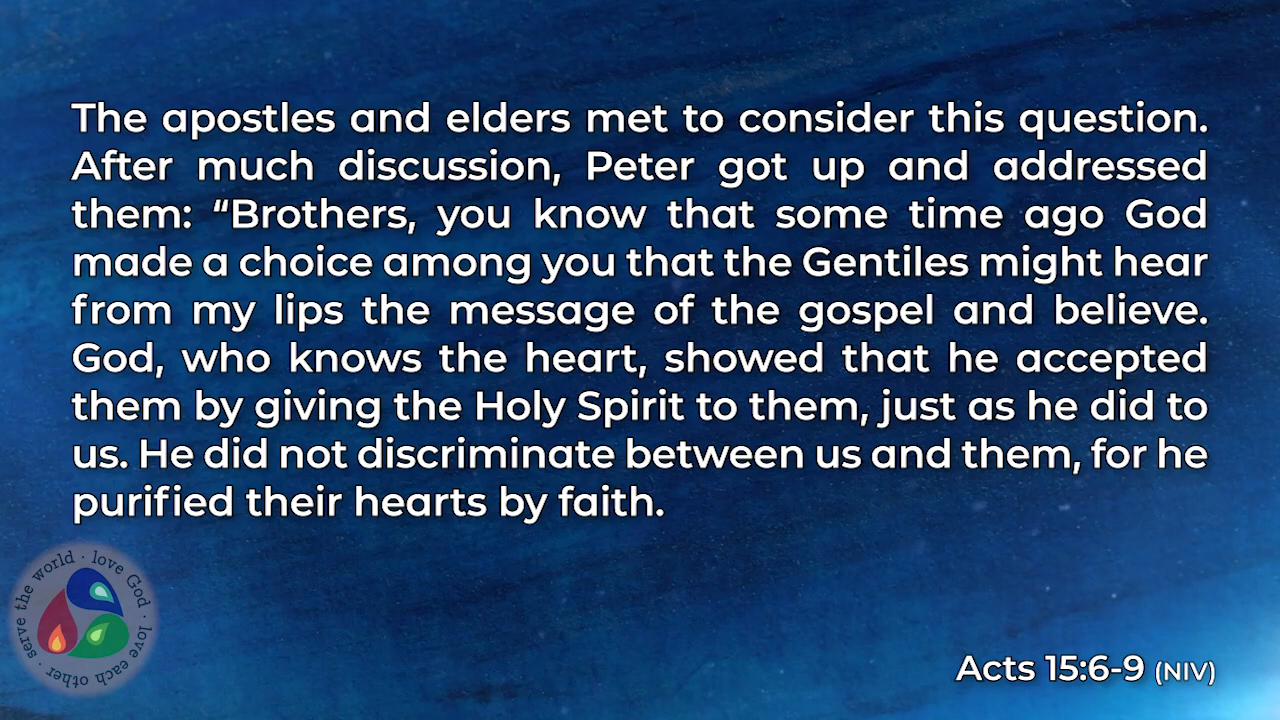 The apostles and elders met to consider this question.
After much discussion, Peter got up and addressed
them: “Brothers, you know that some time ago God
made a choice among you that the Gentiles might hear
from my lips the message of the gospel and believe.
God, who knows the heart, showed that he accepted
them by giving the Holy Spirit to them, just as he did to
us. He did not discriminate between us and them, for he
purified their hearts by faith.
serve the world · love God · love each other ·
Acts 15:6-9 (NIV)